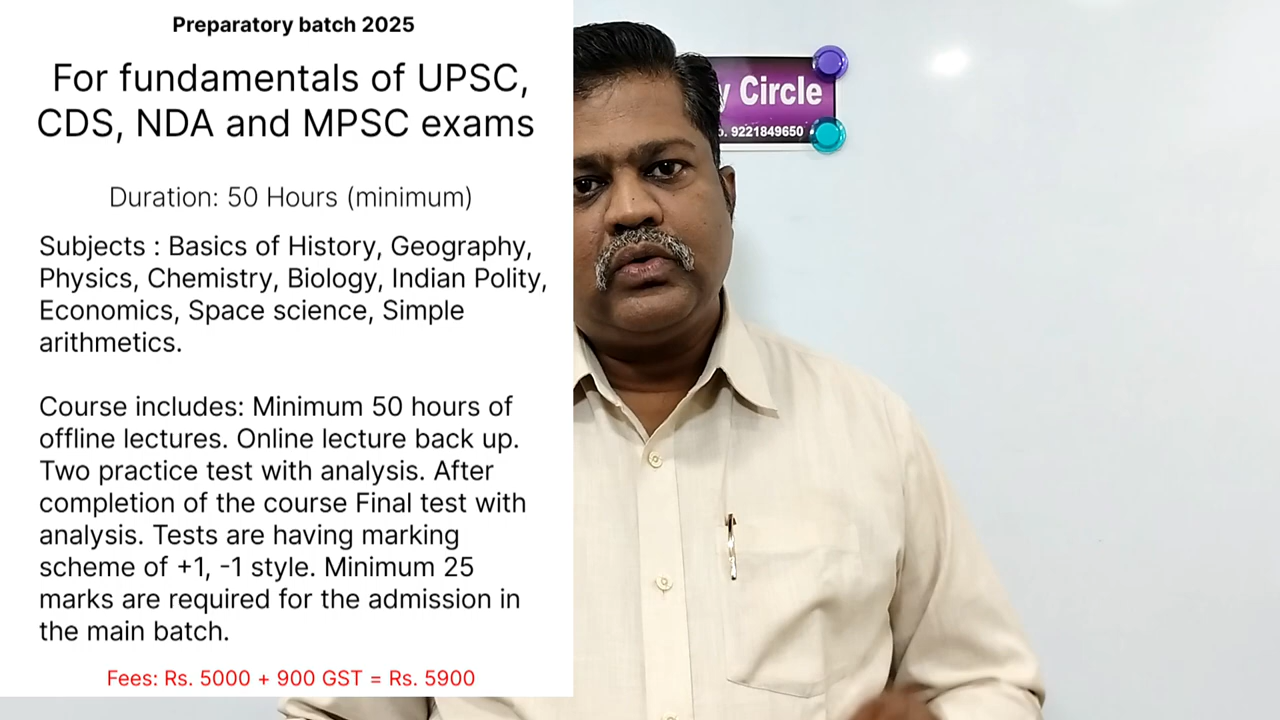 Preparatory batch 2025
For fundamentals of UPSC,
CDS, NDA and MPSC exams
Duration: 50 Hours (minimum)
Subjects : Basics of History, Geography,
Physics, Chemistry, Biology, Indian Polity,
Economics, Space science, Simple
arithmetics.
Course includes: Minimum 50 hours of
offline lectures. Online lecture back up.
Two practice test with analysis. After
completion of the course Final test with
analysis. Tests are having marking
scheme of +1, -1 style. Minimum 25
marks are required for the admission in
the main batch.
Fees: Rs. 5000 + 900 GST = Rs. 5900
Circle
9221849650